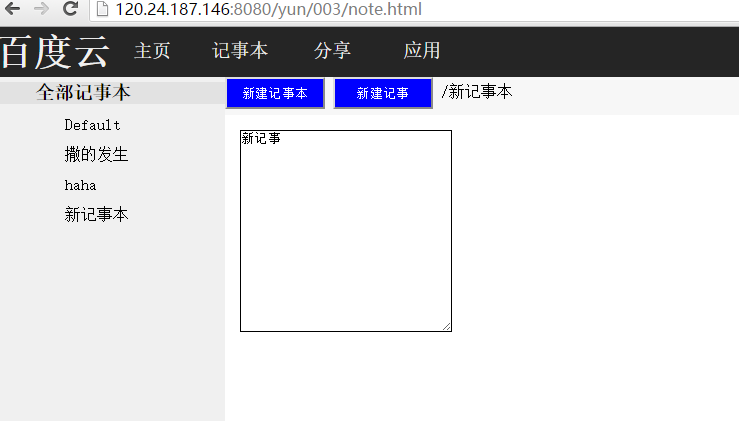 120.24.187.146:8080/yun/003/note.html
百度云 主页 记事本 分享 应用
全部记事本 新建记事本 新建记事 /新记事本
Default
新记事
撒的发生
haha
新记事本